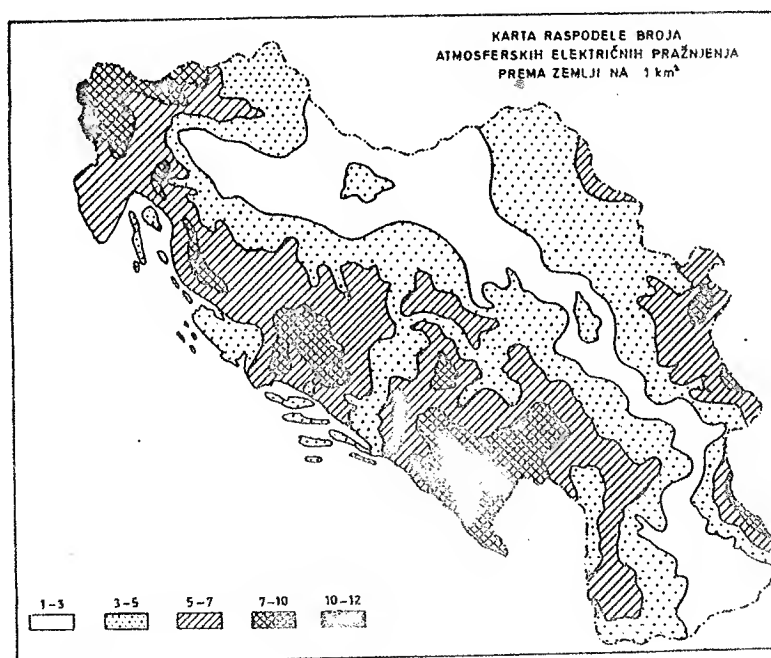 KARTA RASPODELE BROJA
ATMOSFERSKIH ELEKTRIČNIH PRAŽNJENJA
PREMA ZEMLJI NA 1 km²
1-3 3-5 5-7 7-10 10-12